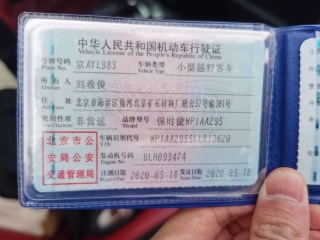 中华人民共和国机动车行驶证
Vehicle License of the People's Republic of China
号牌号码 京AYL983 车辆类型 小型越野客车
Plate No. Vehicle Type
所有人 刘希俊
Owner
住址 北京市海淀区
Address
使用性质 非营运 品牌型号 保时捷WP1AA295
车辆识别代号
VIN
发动机号码 DLH093474
Engine No.
注册日期 2020-05-18 发证日期 2020-05-18
Register Date Issue Date
北京市公
安局公安
交通管理局